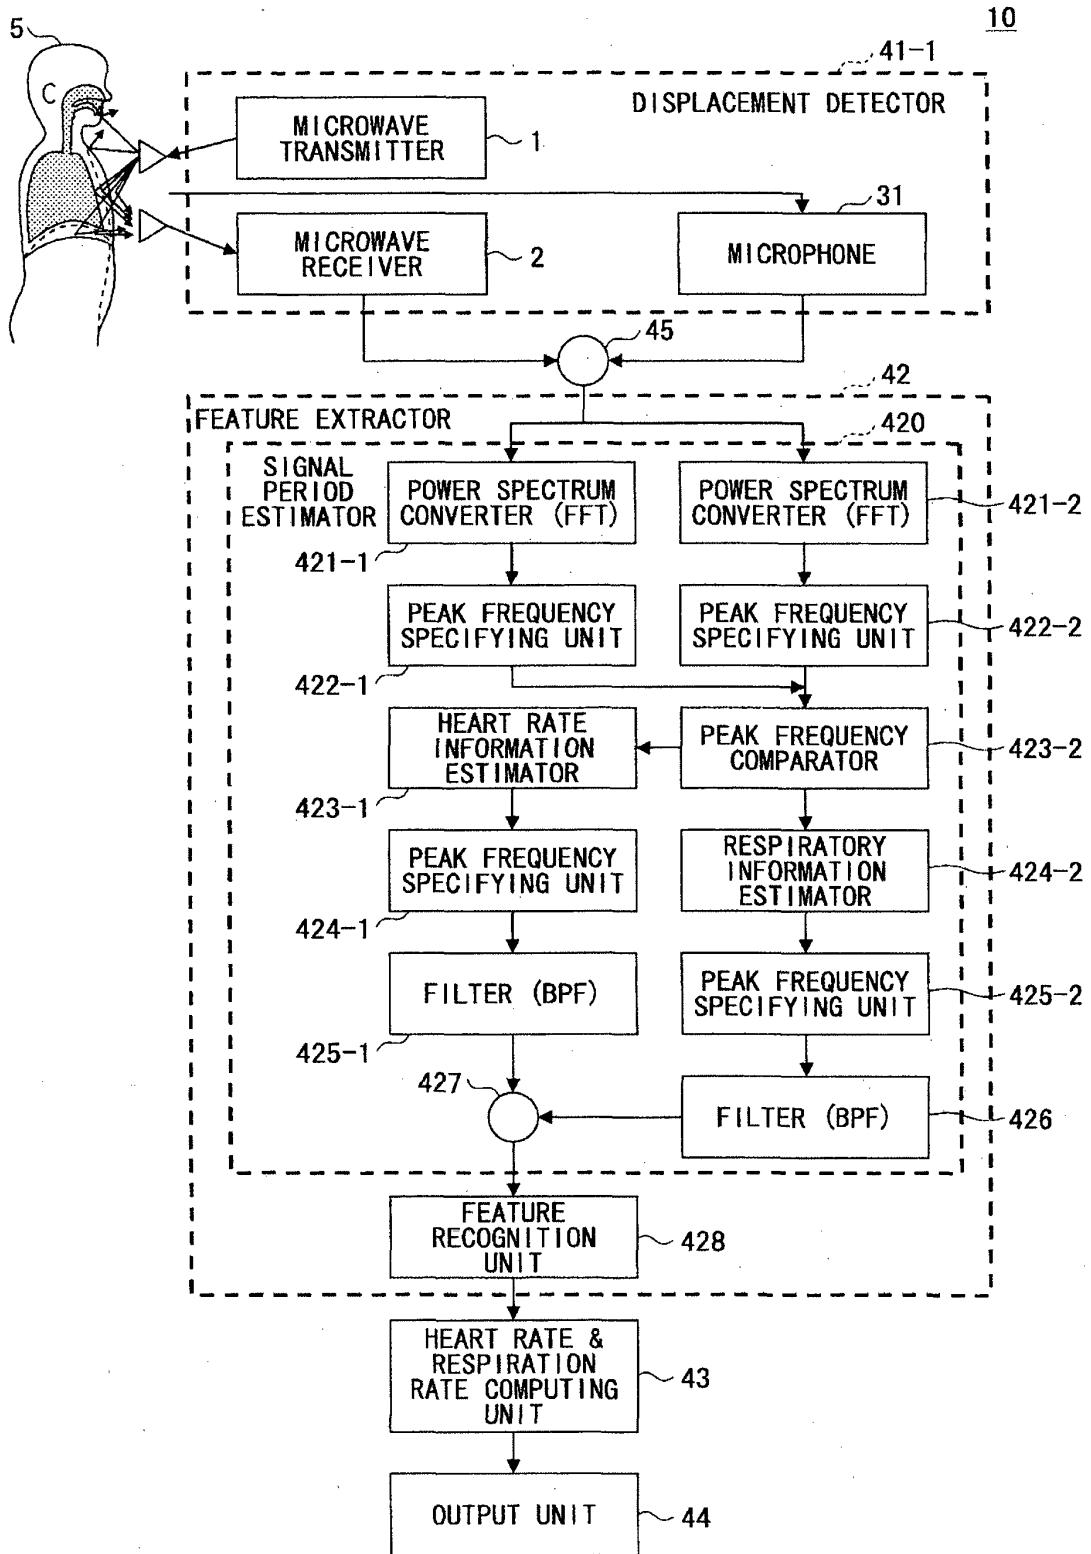 10
5
41-1
DISPLACEMENT DETECTOR
MICROWAVE
TRANSMITTER
1
31
MICROWAVE
RECEIVER
2
MICROPHONE
45
42
FEATURE EXTRACTOR
420
SIGNAL
PERIOD
ESTIMATOR
POWER SPECTRUM
CONVERTER (FFT)
421-1
POWER SPECTRUM
CONVERTER (FFT)
421-2
PEAK FREQUENCY
SPECIFYING UNIT
422-1
PEAK FREQUENCY
SPECIFYING UNIT
422-2
HEART RATE
INFORMATION
ESTIMATOR
423-1
PEAK FREQUENCY
COMPARATOR
423-2
PEAK FREQUENCY
SPECIFYING UNIT
424-1
RESPIRATORY
INFORMATION
ESTIMATOR
424-2
FILTER (BPF)
425-1
PEAK FREQUENCY
SPECIFYING UNIT
425-2
427
FILTER (BPF)
426
FEATURE
RECOGNITION
UNIT
428
HEART RATE &
RESPIRATION
RATE COMPUTING
UNIT
43
OUTPUT UNIT
44